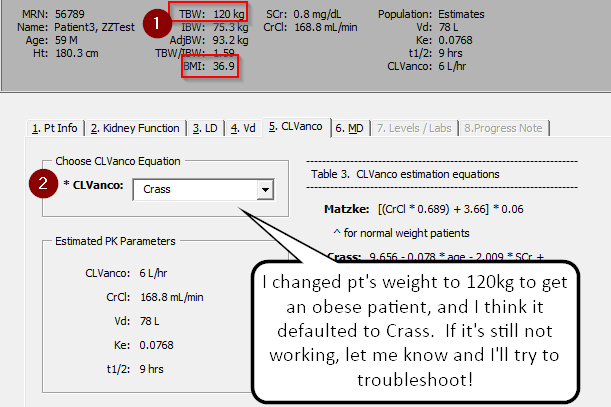 MRN: 56789 TBW: 120 kg SCr: 0.8 mg/dL Population: Estimates
Name: Patient3, ZZTest IBW: 75.3 kg CrCl: 168.8 mL/min Vd: 78 L
Age: 59 M AdjBW: 93.2 kg Ke: 0.0768
Ht: 180.3 cm TBW/IBW: 1.59 t1/2: 9 hrs
BMI: 36.9 CLVanco: 6 L/hr
1
1. Pt Info 2. Kidney Function 3. LD 4. Vd 5. CLVanco 6. MD 7. Levels / Labs 8.Progress Note
Choose CLVanco Equation
2 * CLVanco: Crass
Table 3. CLVanco estimation equations
Matzke: [(CrCl * 0.689) + 3.66] * 0.06
^ for normal weight patients
Crass: 9.656 - 0.078 * age - 2.009 * SCr +
Estimated PK Parameters
CLVanco: 6 L/hr
CrCl: 168.8 mL/min
Vd: 78 L
Ke: 0.0768
t1/2: 9 hrs
I changed pt's weight to 120kg to get
an obese patient, and I think it
defaulted to Crass. If it's still not
working, let me know and I'll try to
troubleshoot!